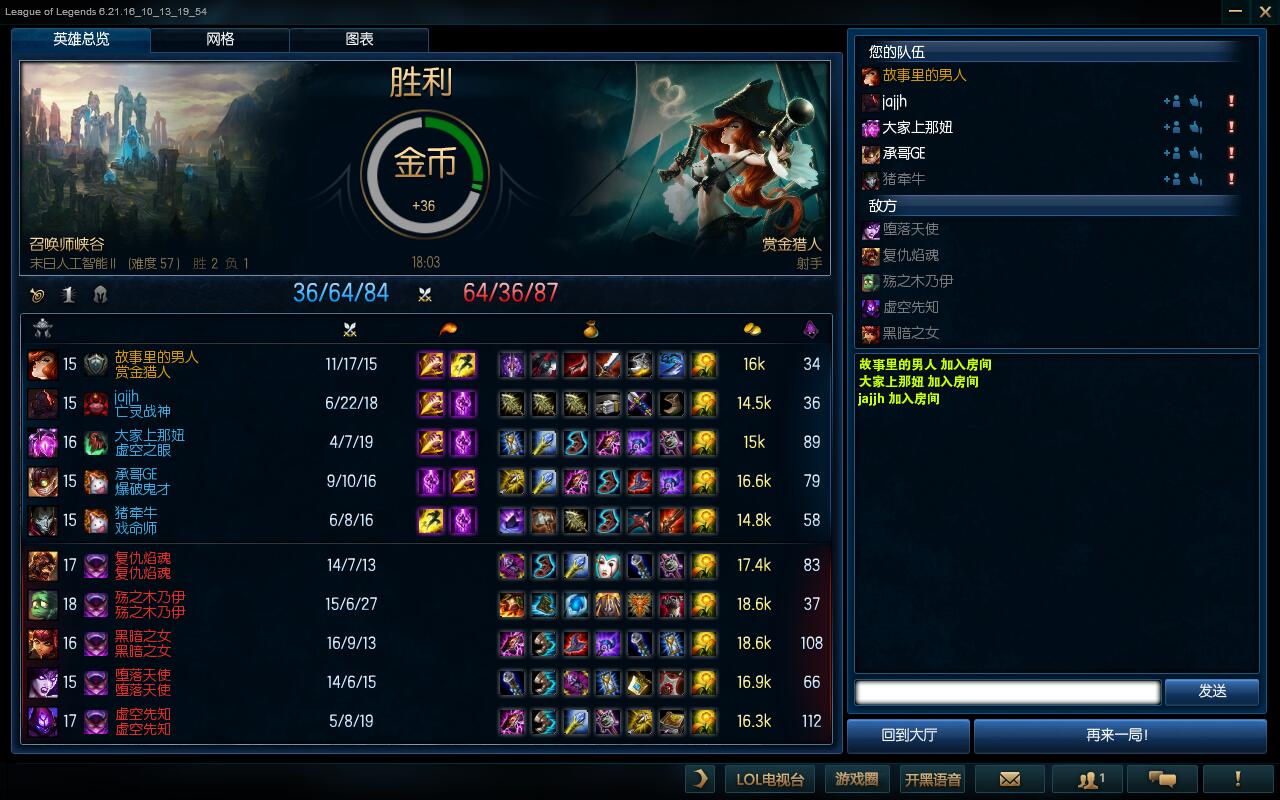 League of Legends 6.21.16_10_13_19_54
英雄总览
网格
图表
胜利
金币
+36
召唤师峡谷
末日人工智能II (难度 57) 胜 2 负 1
18:03
赏金猎人
射手
36/64/84
64/36/87
15 故事里的男人 11/17/15 16k 34
赏金猎人
15 jajjh 6/22/18 14.5k 36
亡灵战神
16 大家上那妞 4/7/19 15k 89
虚空之眼
15 承哥GE 9/10/16 16.6k 79
爆破鬼才
15 猪牵牛 6/8/16 14.8k 58
戏命师
17 复仇焰魂 14/7/13 17.4k 83
复仇焰魂
18 殇之木乃伊 15/6/27 18.6k 37
殇之木乃伊
16 黑暗之女 16/9/13 18.6k 108
黑暗之女
15 堕落天使 14/6/15 16.9k 66
堕落天使
17 虚空先知 5/8/19 16.3k 112
虚空先知
您的队伍
故事里的男人
jajjh
大家上那妞
承哥GE
猪牵牛
敌方
堕落天使
复仇焰魂
殇之木乃伊
虚空先知
黑暗之女
故事里的男人 加入房间
大家上那妞 加入房间
jajjh 加入房间
发送
回到大厅
再来一局!
LOL电视台
游戏圈
开黑语音
1